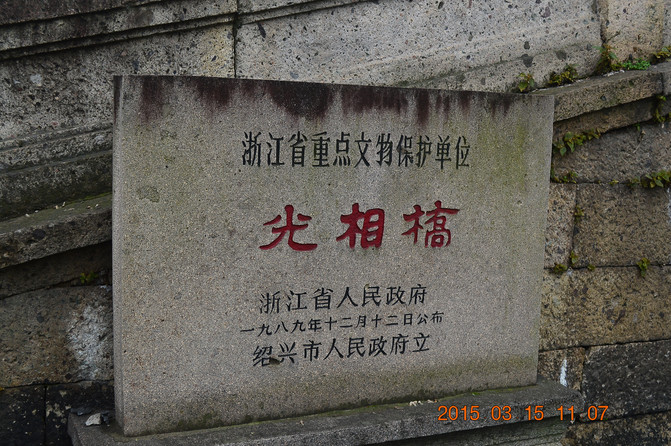 浙江省重点文物保护单位
光相橋
浙江省人民政府
一九八九年十二月十二日公布
绍兴市人民政府立
2015 03 15 11 07